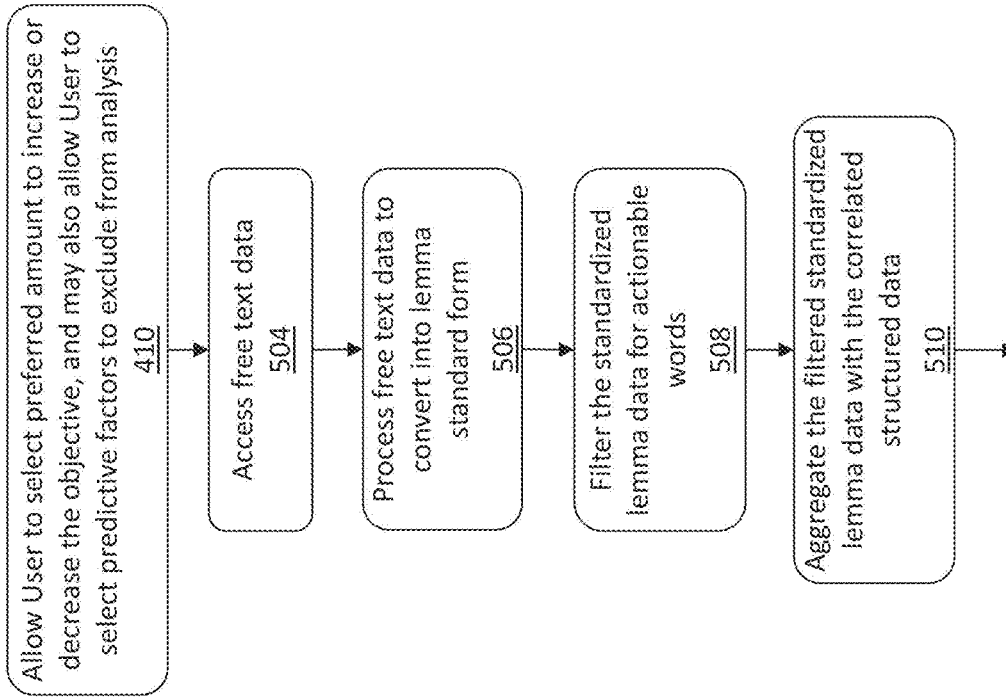 Allow User to select preferred amount to increase or
decrease the objective, and may also allow User to
select predictive factors to exclude from analysis
410
Access free text data
504
Process free text data to
convert into lemma
standard form
506
Filter the standardized
lemma data for actionable
words
508
Aggregate the filtered standardized
lemma data with the correlated
structured data
510